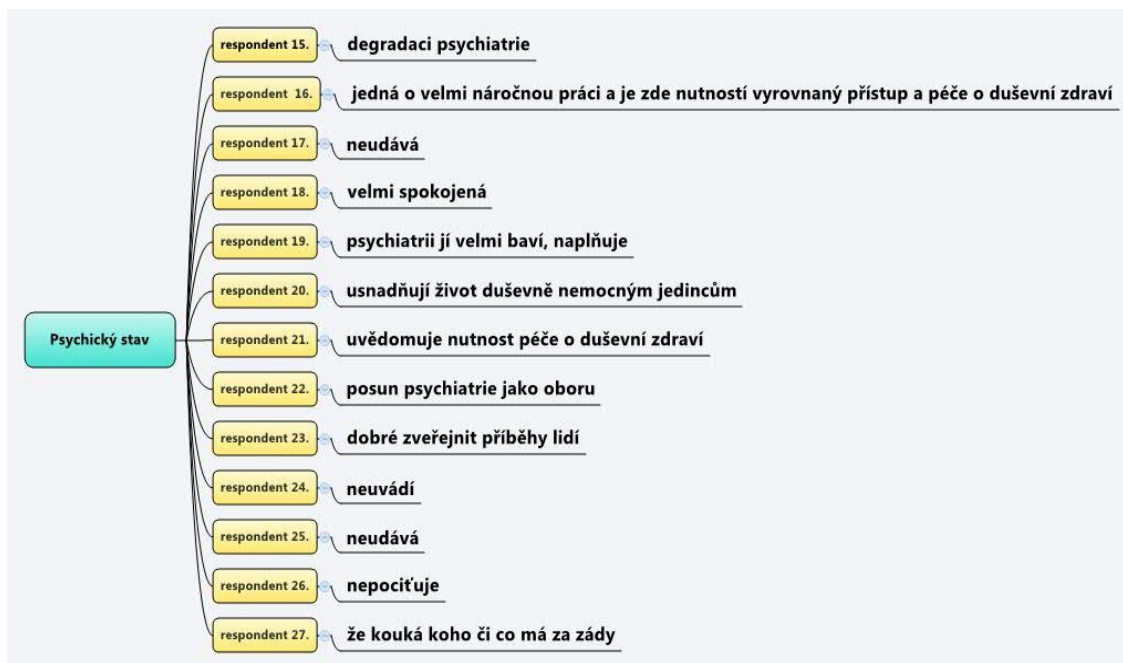 respondent 15. degradaci psychiatrie
respondent 16. jedná o velmi náročnou práci a je zde nutností vyrovnaný přístup a péče o duševní zdraví
respondent 17. neudává
respondent 18. velmi spokojená
respondent 19. psychiatrii jí velmi baví, naplňuje
respondent 20. usnadňují život duševně nemocným jedincům
Psychický stav
respondent 21. uvědomuje nutnost péče o duševní zdraví
respondent 22. posun psychiatrie jako oboru
respondent 23. dobré zveřejnit příběhy lidí
respondent 24. neuvádí
respondent 25. neudává
respondent 26. nepociťuje
respondent 27. že kouká koho či co má za zády